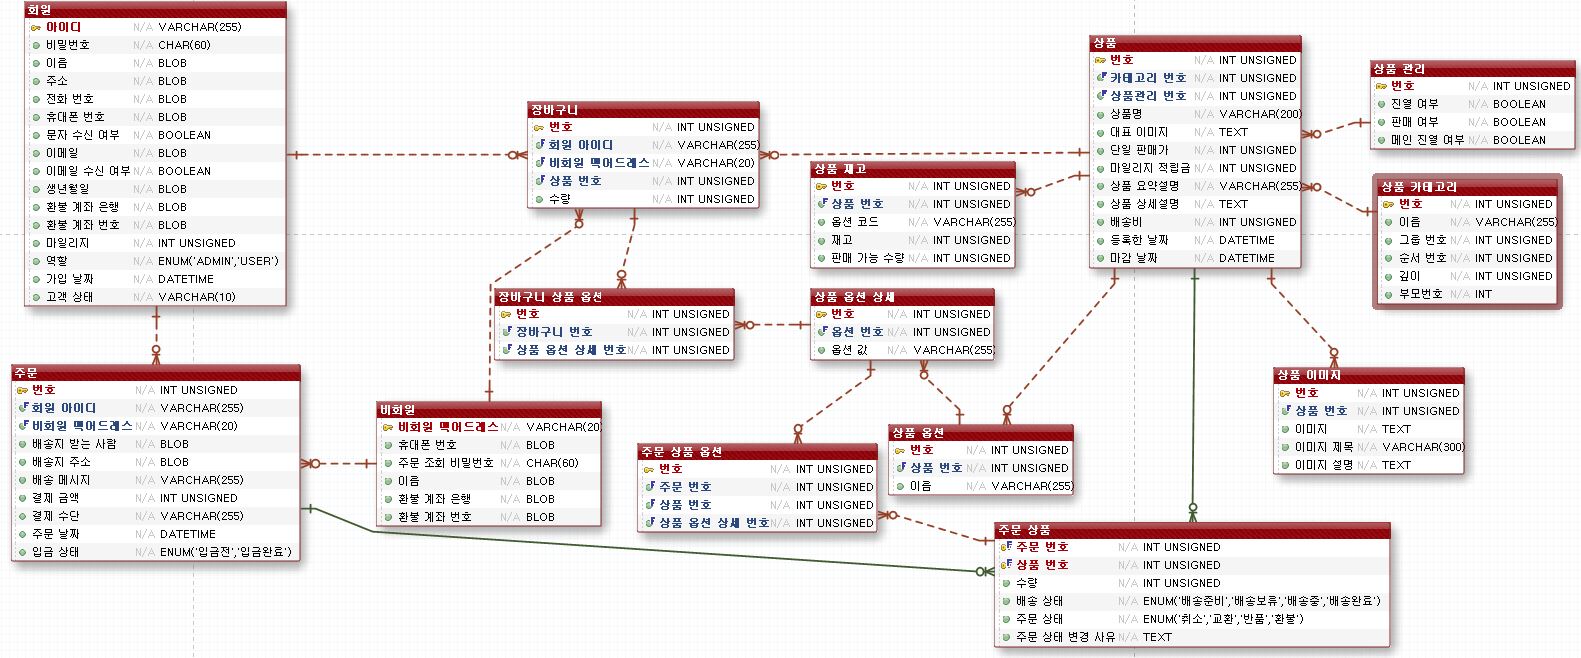 회원
아이디 N/A VARCHAR(255)
비밀번호 N/A CHAR(60)
이름 N/A BLOB
주소 N/A BLOB
전화 번호 N/A BLOB
휴대폰 번호 N/A BLOB
문자 수신 여부 N/A BOOLEAN
이메일 N/A BLOB
이메일 수신 여부 N/A BOOLEAN
생년월일 N/A BLOB
환불 계좌 은행 N/A BLOB
환불 계좌 번호 N/A BLOB
마일리지 N/A INT UNSIGNED
역할 N/A ENUM('ADMIN','USER')
가입 날짜 N/A DATETIME
고객 상태 N/A VARCHAR(10)
장바구니
번호 N/A INT UNSIGNED
회원 아이디 N/A VARCHAR(255)
비회원 맥어드레스 N/A VARCHAR(20)
상품 번호 N/A INT UNSIGNED
수량 N/A INT UNSIGNED
상품
번호 N/A INT UNSIGNED
카테고리 번호 N/A INT UNSIGNED
상품관리 번호 N/A INT UNSIGNED
상품명 N/A VARCHAR(200)
대표 이미지 N/A TEXT
단일 판매가 N/A INT UNSIGNED
마일리지 적립금 N/A INT UNSIGNED
상품 요약설명 N/A VARCHAR(255)
상품 상세설명 N/A TEXT
배송비 N/A INT UNSIGNED
등록한 날짜 N/A DATETIME
마감 날짜 N/A DATETIME
상품 관리
번호 N/A INT UNSIGNED
진열 여부 N/A BOOLEAN
판매 여부 N/A BOOLEAN
메인 진열 여부 N/A BOOLEAN
상품 재고
번호 N/A INT UNSIGNED
상품 번호 N/A INT UNSIGNED
옵션 코드 N/A VARCHAR(255)
재고 N/A INT UNSIGNED
판매 가능 수량 N/A INT UNSIGNED
상품 카테고리
번호 N/A INT UNSIGNED
이름 N/A VARCHAR(255)
그룹 번호 N/A INT UNSIGNED
순서 번호 N/A INT UNSIGNED
깊이 N/A INT UNSIGNED
부모번호 N/A INT
장바구니 상품 옵션
번호 N/A INT UNSIGNED
장바구니 번호 N/A INT UNSIGNED
상품 옵션 상세 번호 N/A INT UNSIGNED
상품 옵션 상세
번호 N/A INT UNSIGNED
옵션 번호 N/A INT UNSIGNED
옵션 값 N/A VARCHAR(255)
주문
번호 N/A INT UNSIGNED
회원 아이디 N/A VARCHAR(255)
비회원 맥어드레스 N/A VARCHAR(20)
배송지 받는 사람 N/A BLOB
배송지 주소 N/A BLOB
배송 메시지 N/A VARCHAR(255)
결제 금액 N/A INT UNSIGNED
결제 수단 N/A VARCHAR(255)
주문 날짜 N/A DATETIME
입금 상태 N/A ENUM('입금전','입금완료')
비회원
비회원 맥어드레스 N/A VARCHAR(20
휴대폰 번호 N/A BLOB
주문 조회 비밀번호 N/A CHAR(60)
이름 N/A BLOB
환불 계좌 은행 N/A BLOB
환불 계좌 번호 N/A BLOB
상품 이미지
번호 N/A INT UNSIGNED
상품 번호 N/A INT UNSIGNED
이미지 N/A TEXT
이미지 제목 N/A VARCHAR(300)
이미지 설명 N/A TEXT
상품 옵션
번호 N/A INT UNSIGNED
상품 번호 N/A INT UNSIGNED
이름 N/A VARCHAR(255)
주문 상품 옵션
번호 N/A INT UNSIGNED
주문 번호 N/A INT UNSIGNED
상품 번호 N/A INT UNSIGNED
상품 옵션 상세 번호 N/A INT UNSIGNED
주문 상품
주문 번호 N/A INT UNSIGNED
상품 번호 N/A INT UNSIGNED
수량 N/A INT UNSIGNED
배송 상태 N/A ENUM('배송준비','배송보류','배송중','배송완료')
주문 상태 N/A ENUM('취소','교환','반품','환불')
주문 상태 변경 사유 N/A TEXT